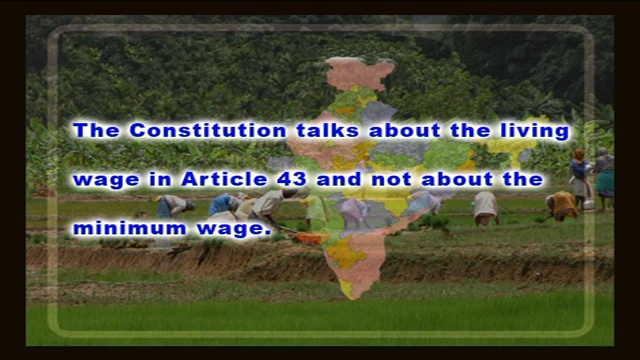 The Constitution talks about the living
wage in Article 43 and not about the
minimum wage.